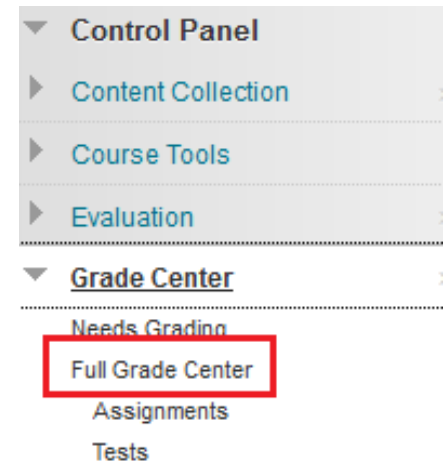 Control Panel
Content Collection
Course Tools
Evaluation
Grade Center
Needs Grading
Full Grade Center
Assignments
Tests